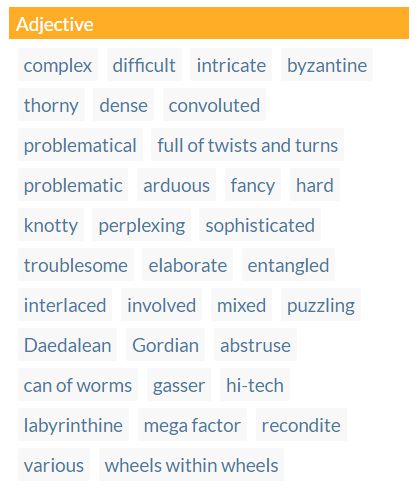 Adjective
complex difficult intricate byzantine
thorny dense convoluted
problematical full of twists and turns
problematic arduous fancy hard
knotty perplexing sophisticated
troublesome elaborate entangled
interlaced involved mixed puzzling
Daedalean Gordian abstruse
can of worms gasser hi-tech
labyrinthine mega factor recondite
various wheels within wheels